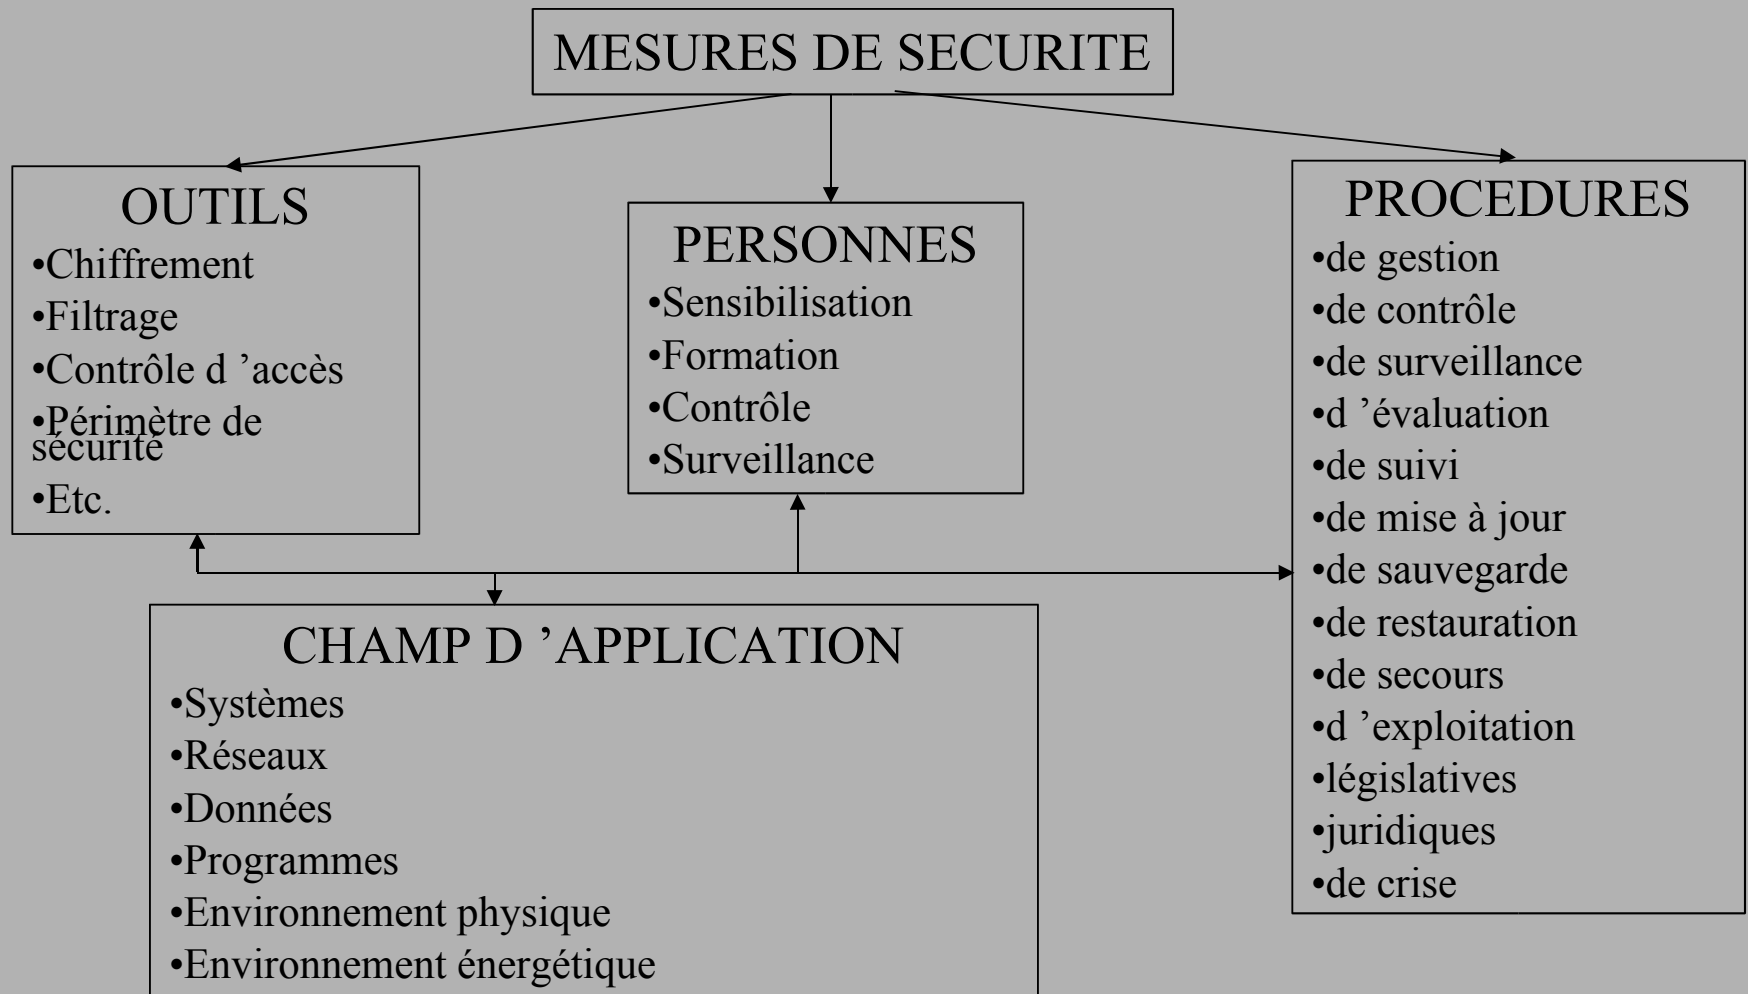 MESURES DE SECURITE
OUTILS
•Chiffrement
•Filtrage
•Contrôle d ’accès
•Périmètre de
sécurité
•Etc.
PERSONNES
•Sensibilisation
•Formation
•Contrôle
•Surveillance
PROCEDURES
•de gestion
•de contrôle
•de surveillance
•d ’évaluation
•de suivi
•de mise à jour
•de sauvegarde
•de restauration
•de secours
•d ’exploitation
•législatives
•juridiques
•de crise
CHAMP D ’APPLICATION
•Systèmes
•Réseaux
•Données
•Programmes
•Environnement physique
•Environnement énergétique